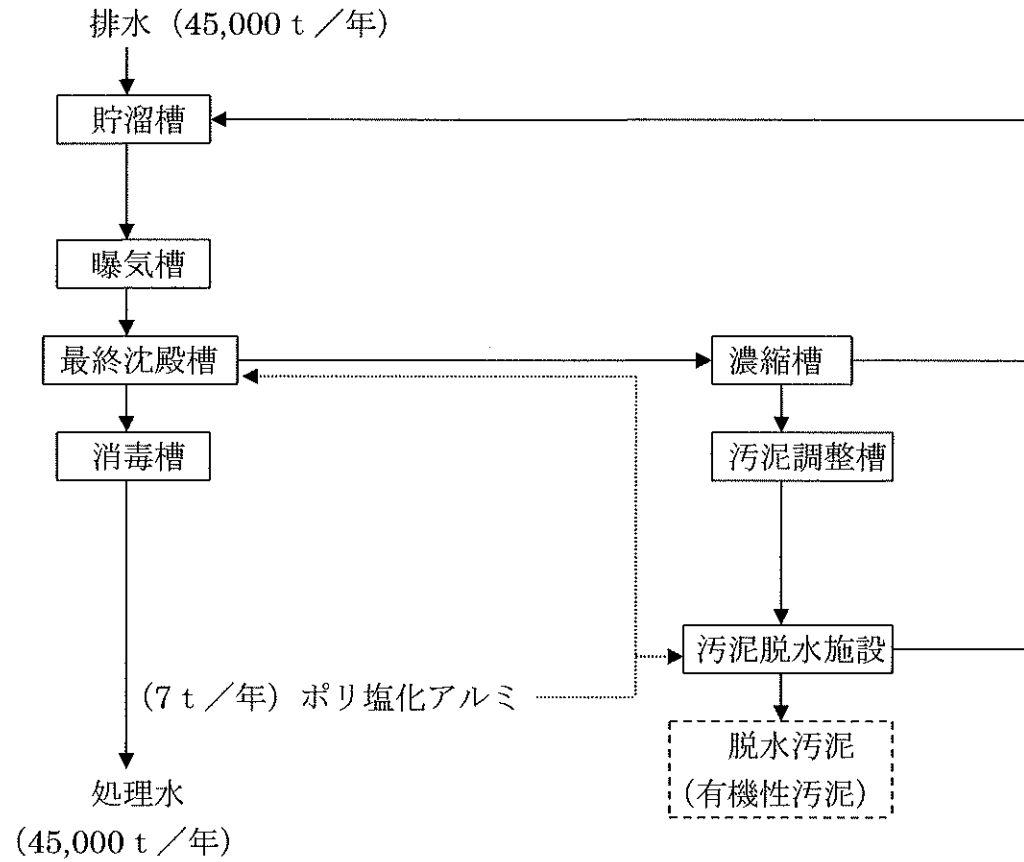 排水（45,000 t ／年）
貯溜槽
曝気槽
最終沈殿槽
濃縮槽
消毒槽
汚泥調整槽
汚泥脱水施設
（7 t ／年）ポリ塩化アルミ
脱水汚泥
（有機性汚泥）
処理水
（45,000 t ／年）